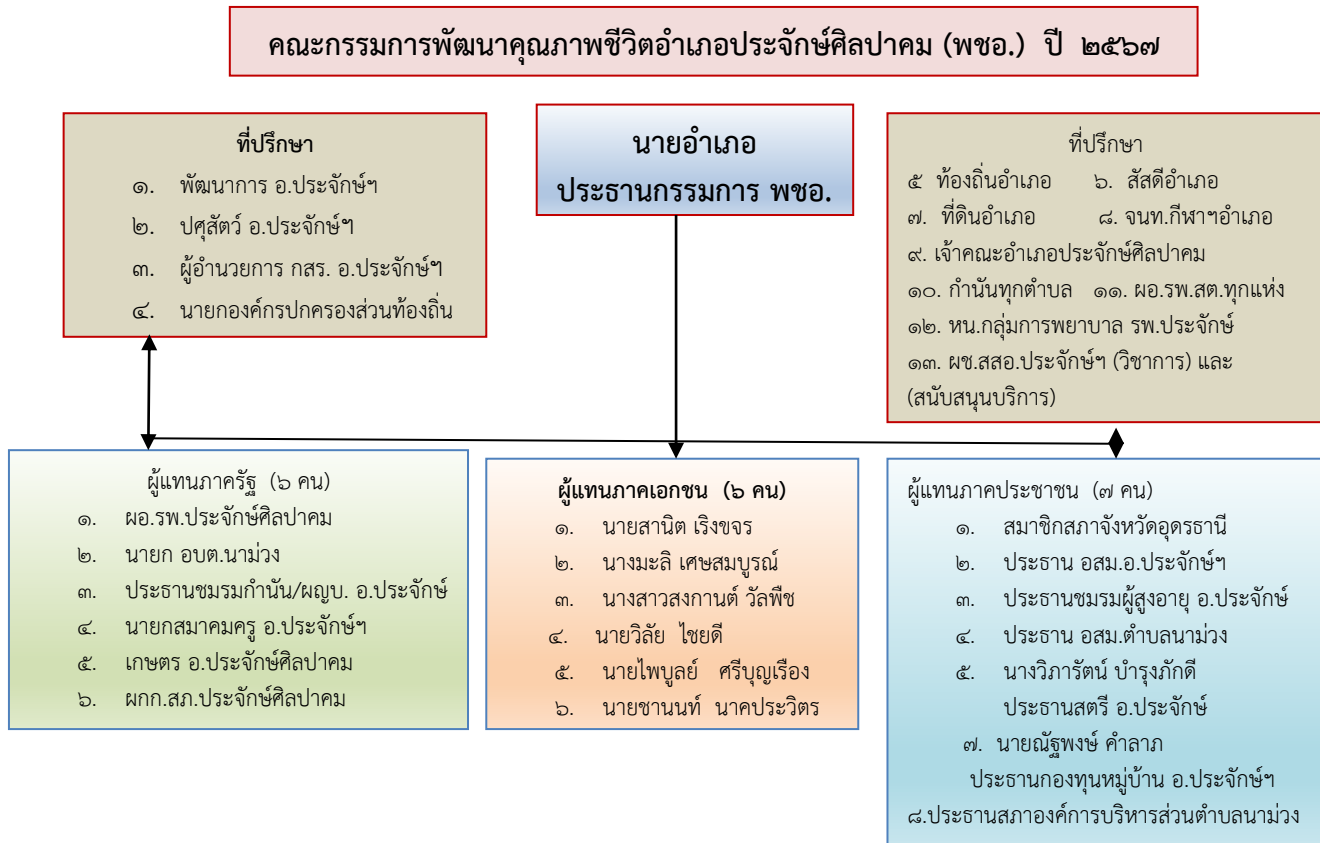 คณะกรรมการพัฒนาคุณภาพชีวิตอำเภอประจักษ์ศิลปาคม (พชอ.) ปี ๒๕๖๗
ที่ปรึกษา
๑. พัฒนาการ อ.ประจักษ์ฯ
๒. ปศุสัตว์ อ.ประจักษ์ฯ
๓. ผู้อำนวยการ กสร. อ.ประจักษ์ฯ
๔. นายกองค์กรปกครองส่วนท้องถิ่น
นายอำเภอ
ประธานกรรมการ พชอ.
ที่ปรึกษา
๕ ท้องถิ่นอำเภอ ๖. สัสดีอำเภอ
๗. ที่ดินอำเภอ ๘. จนท.กีฬาฯอำเภอ
๙. เจ้าคณะอำเภอประจักษ์ศิลปาคม
๑๐. กำนันทุกตำบล ๑๑. ผอ.รพ.สต.ทุกแห่ง
๑๒. หน.กลุ่มการพยาบาล รพ.ประจักษ์
๑๓. ผช.สสอ.ประจักษ์ฯ (วิชาการ) และ
(สนับสนุนบริการ)
ผู้แทนภาครัฐ (๖ คน)
๑. ผอ.รพ.ประจักษ์ศิลปาคม
๒. นายก อบต.นาม่วง
๓. ประธานชมรมกำนัน/ผญบ. อ.ประจักษ์
๔. นายกสมาคมครู อ.ประจักษ์ฯ
๕. เกษตร อ.ประจักษ์ศิลปาคม
๖. ผกก.สภ.ประจักษ์ศิลปาคม
ผู้แทนภาคเอกชน (๖ คน)
๑. นายสานิต เริงขจร
๒. นางมะลิ เศษสมบูรณ์
๓. นางสาวสงกานต์ วัลพืช
๔. นายวิลัย ไชยดี
๕. นายไพบูลย์ ศรีบุญเรือง
๖. นายชานนท์ นาคประวิตร
ผู้แทนภาคประชาชน (๗ คน)
๑. สมาชิกสภาจังหวัดอุดรธานี
๒. ประธาน อสม.อ.ประจักษ์ฯ
๓. ประธานชมรมผู้สูงอายุ อ.ประจักษ์
๔. ประธาน อสม.ตำบลนาม่วง
๕. นางวิภารัตน์ บำรุงภักดี
ประธานสตรี อ.ประจักษ์
๗. นายณัฐพงษ์ คำลาภ
ประธานกองทุนหมู่บ้าน อ.ประจักษ์ฯ
๘.ประธานสภาองค์การบริหารส่วนตำบลนาม่วง